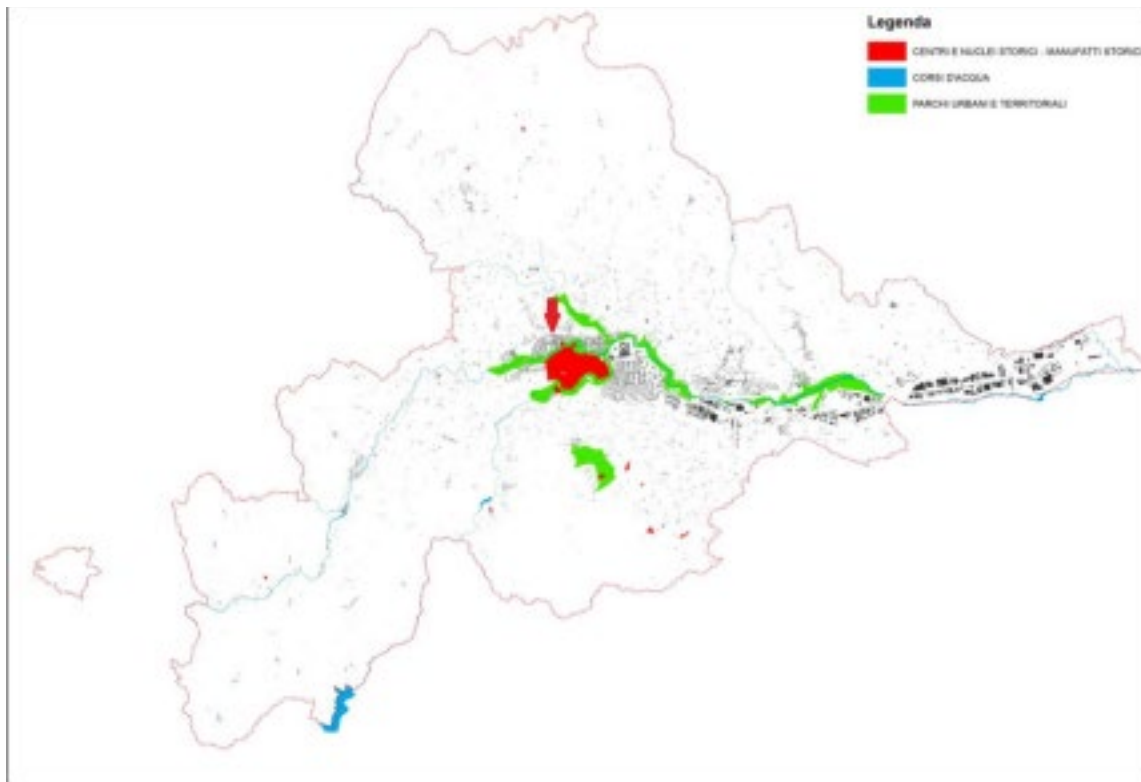 Legenda
CENTRI E NUCLEI STORICI - MANUFATTI STORICI
CORSI D'ACQUA
PARCHI URBANI E TERRITORIALI